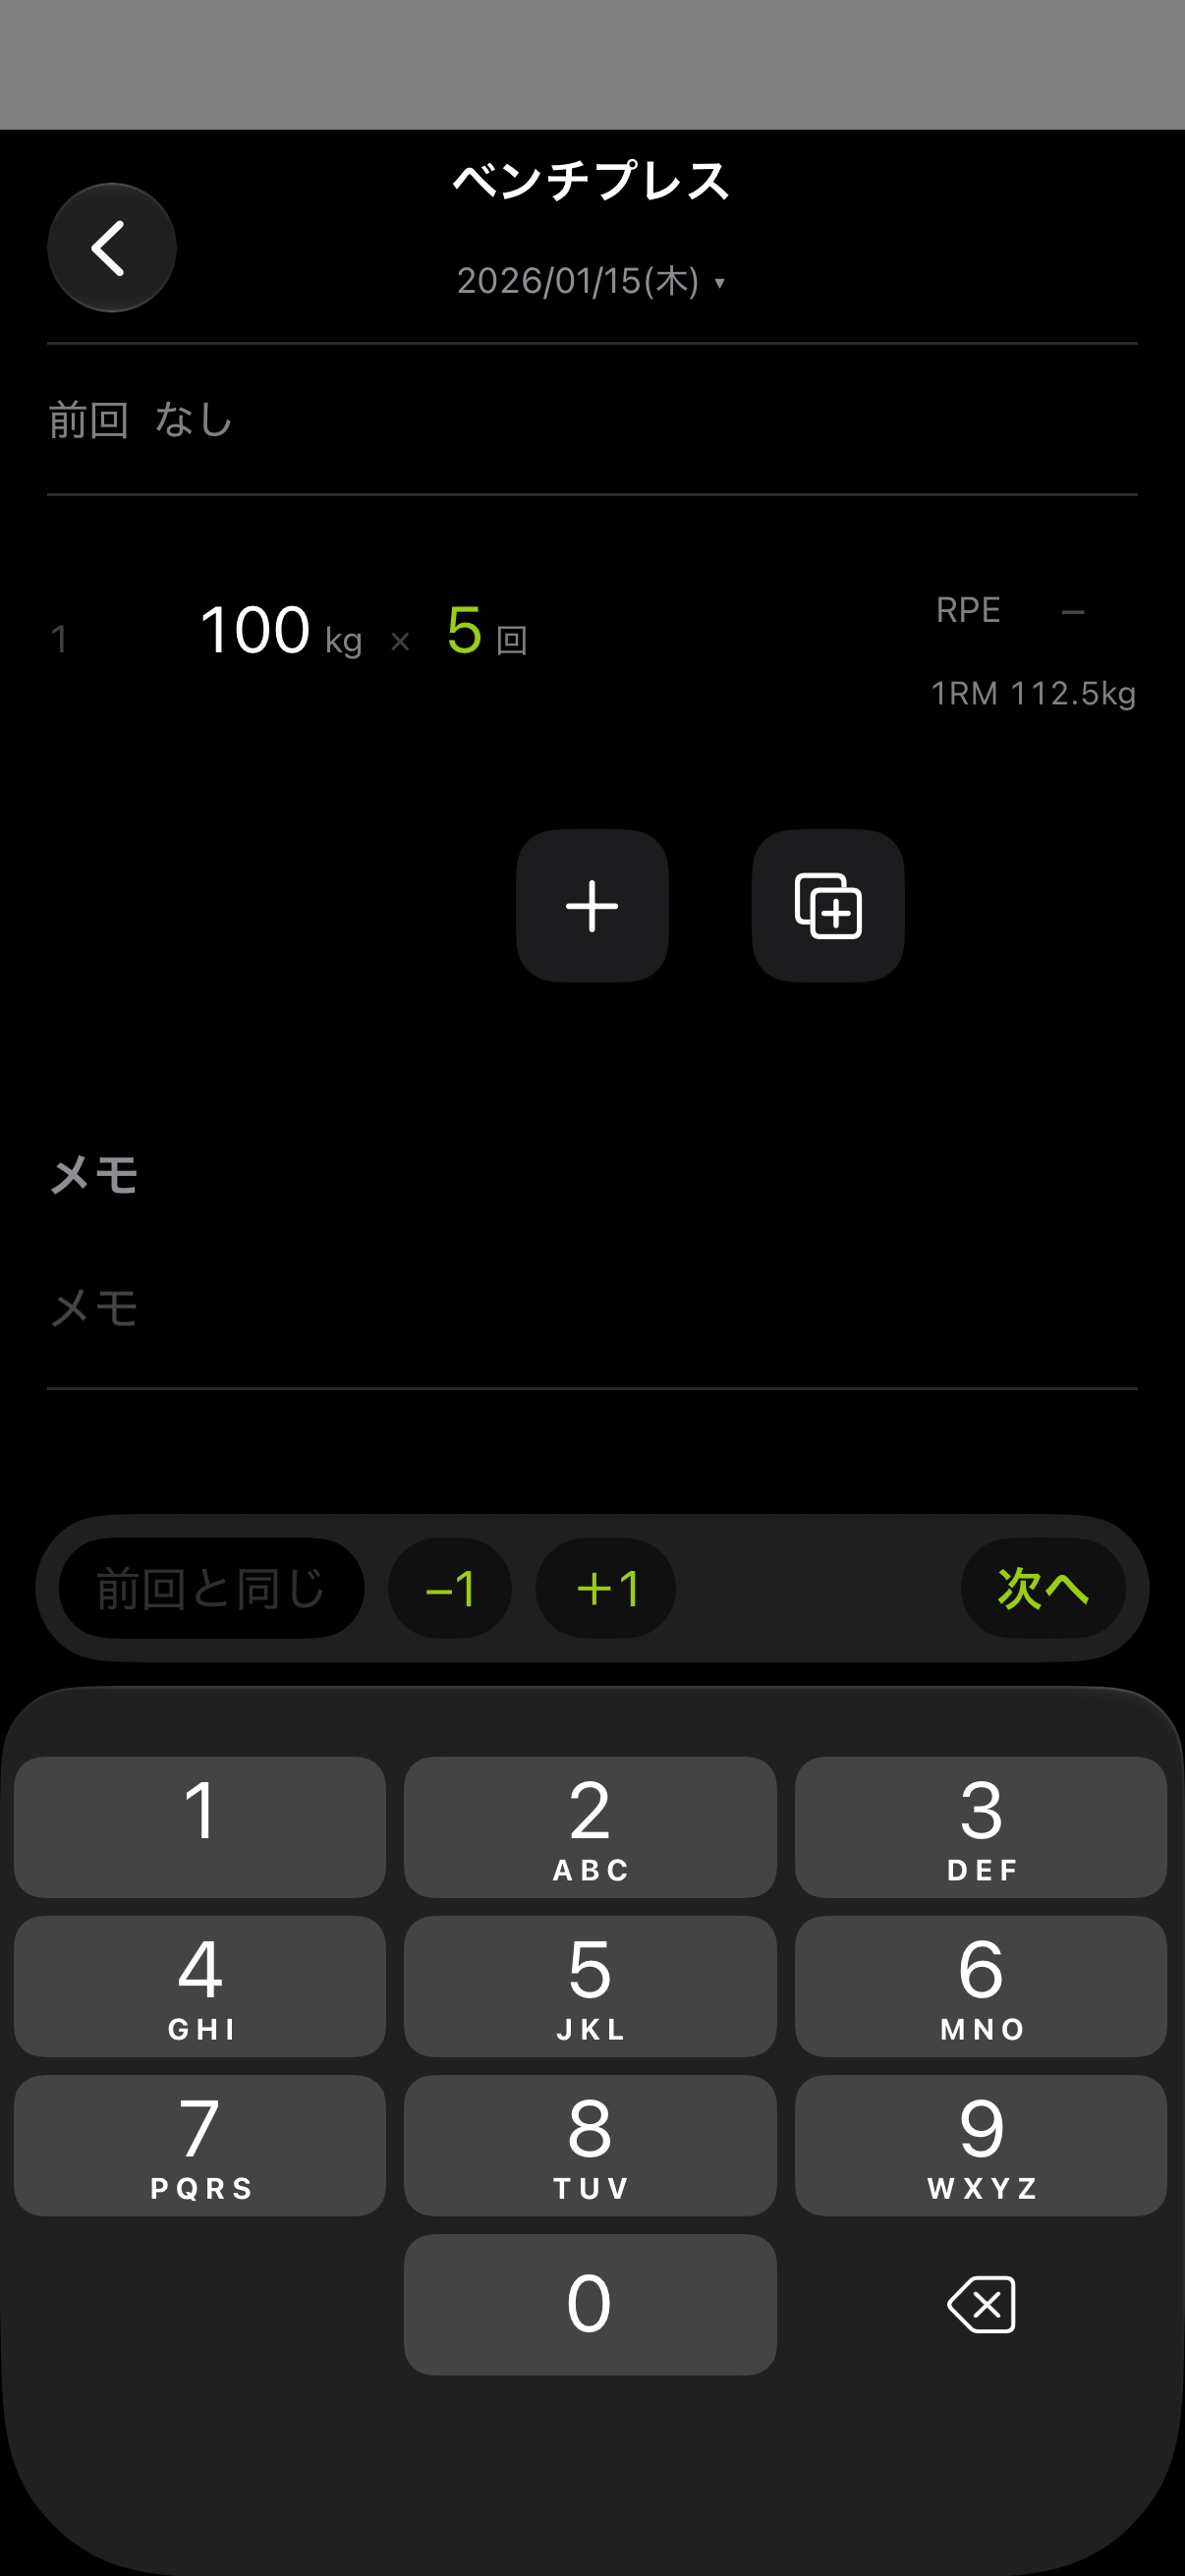 ベンチプレス
2026/01/15(木) ▾
前回 なし
1 100 kg × 5 回
RPE –
1RM 112.5kg
メモ
メモ
前回と同じ –1 +1 次へ
1 2 3
ABC DEF
4 5 6
GHI JKL MNO
7 8 9
PQRS TUV WXYZ
0